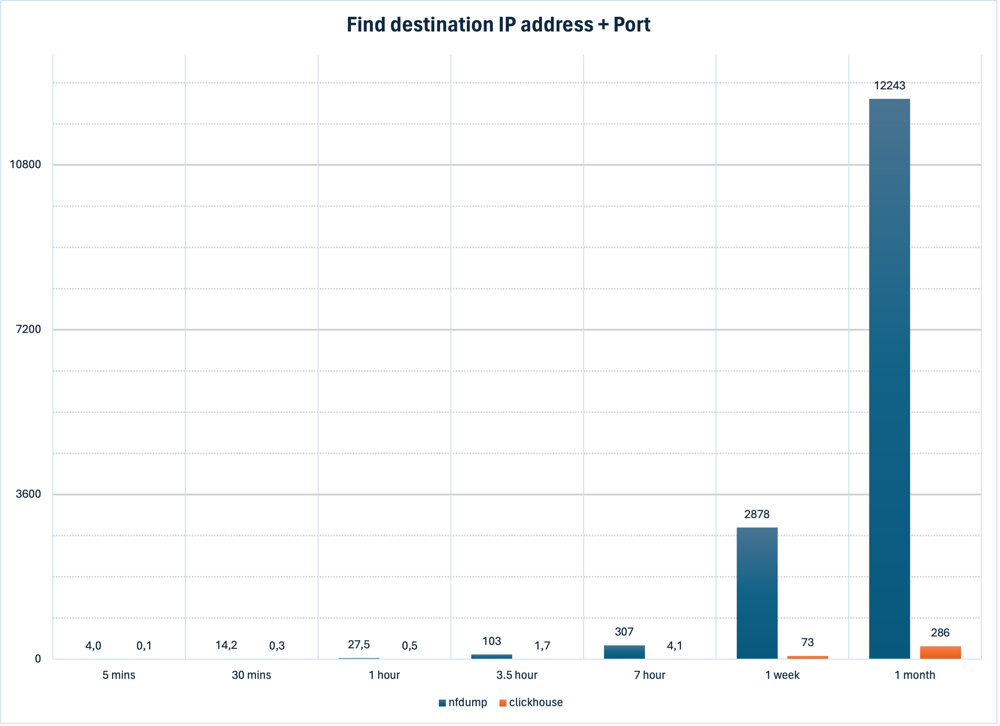 Find destination IP address + Port
12243
10800
7200
3600
2878
307
103
27,5
286
73
4,0 0,1 14,2 0,3 0,5 1,7 4,1
0
5 mins 30 mins 1 hour 3.5 hour 7 hour 1 week 1 month
nfdump clickhouse